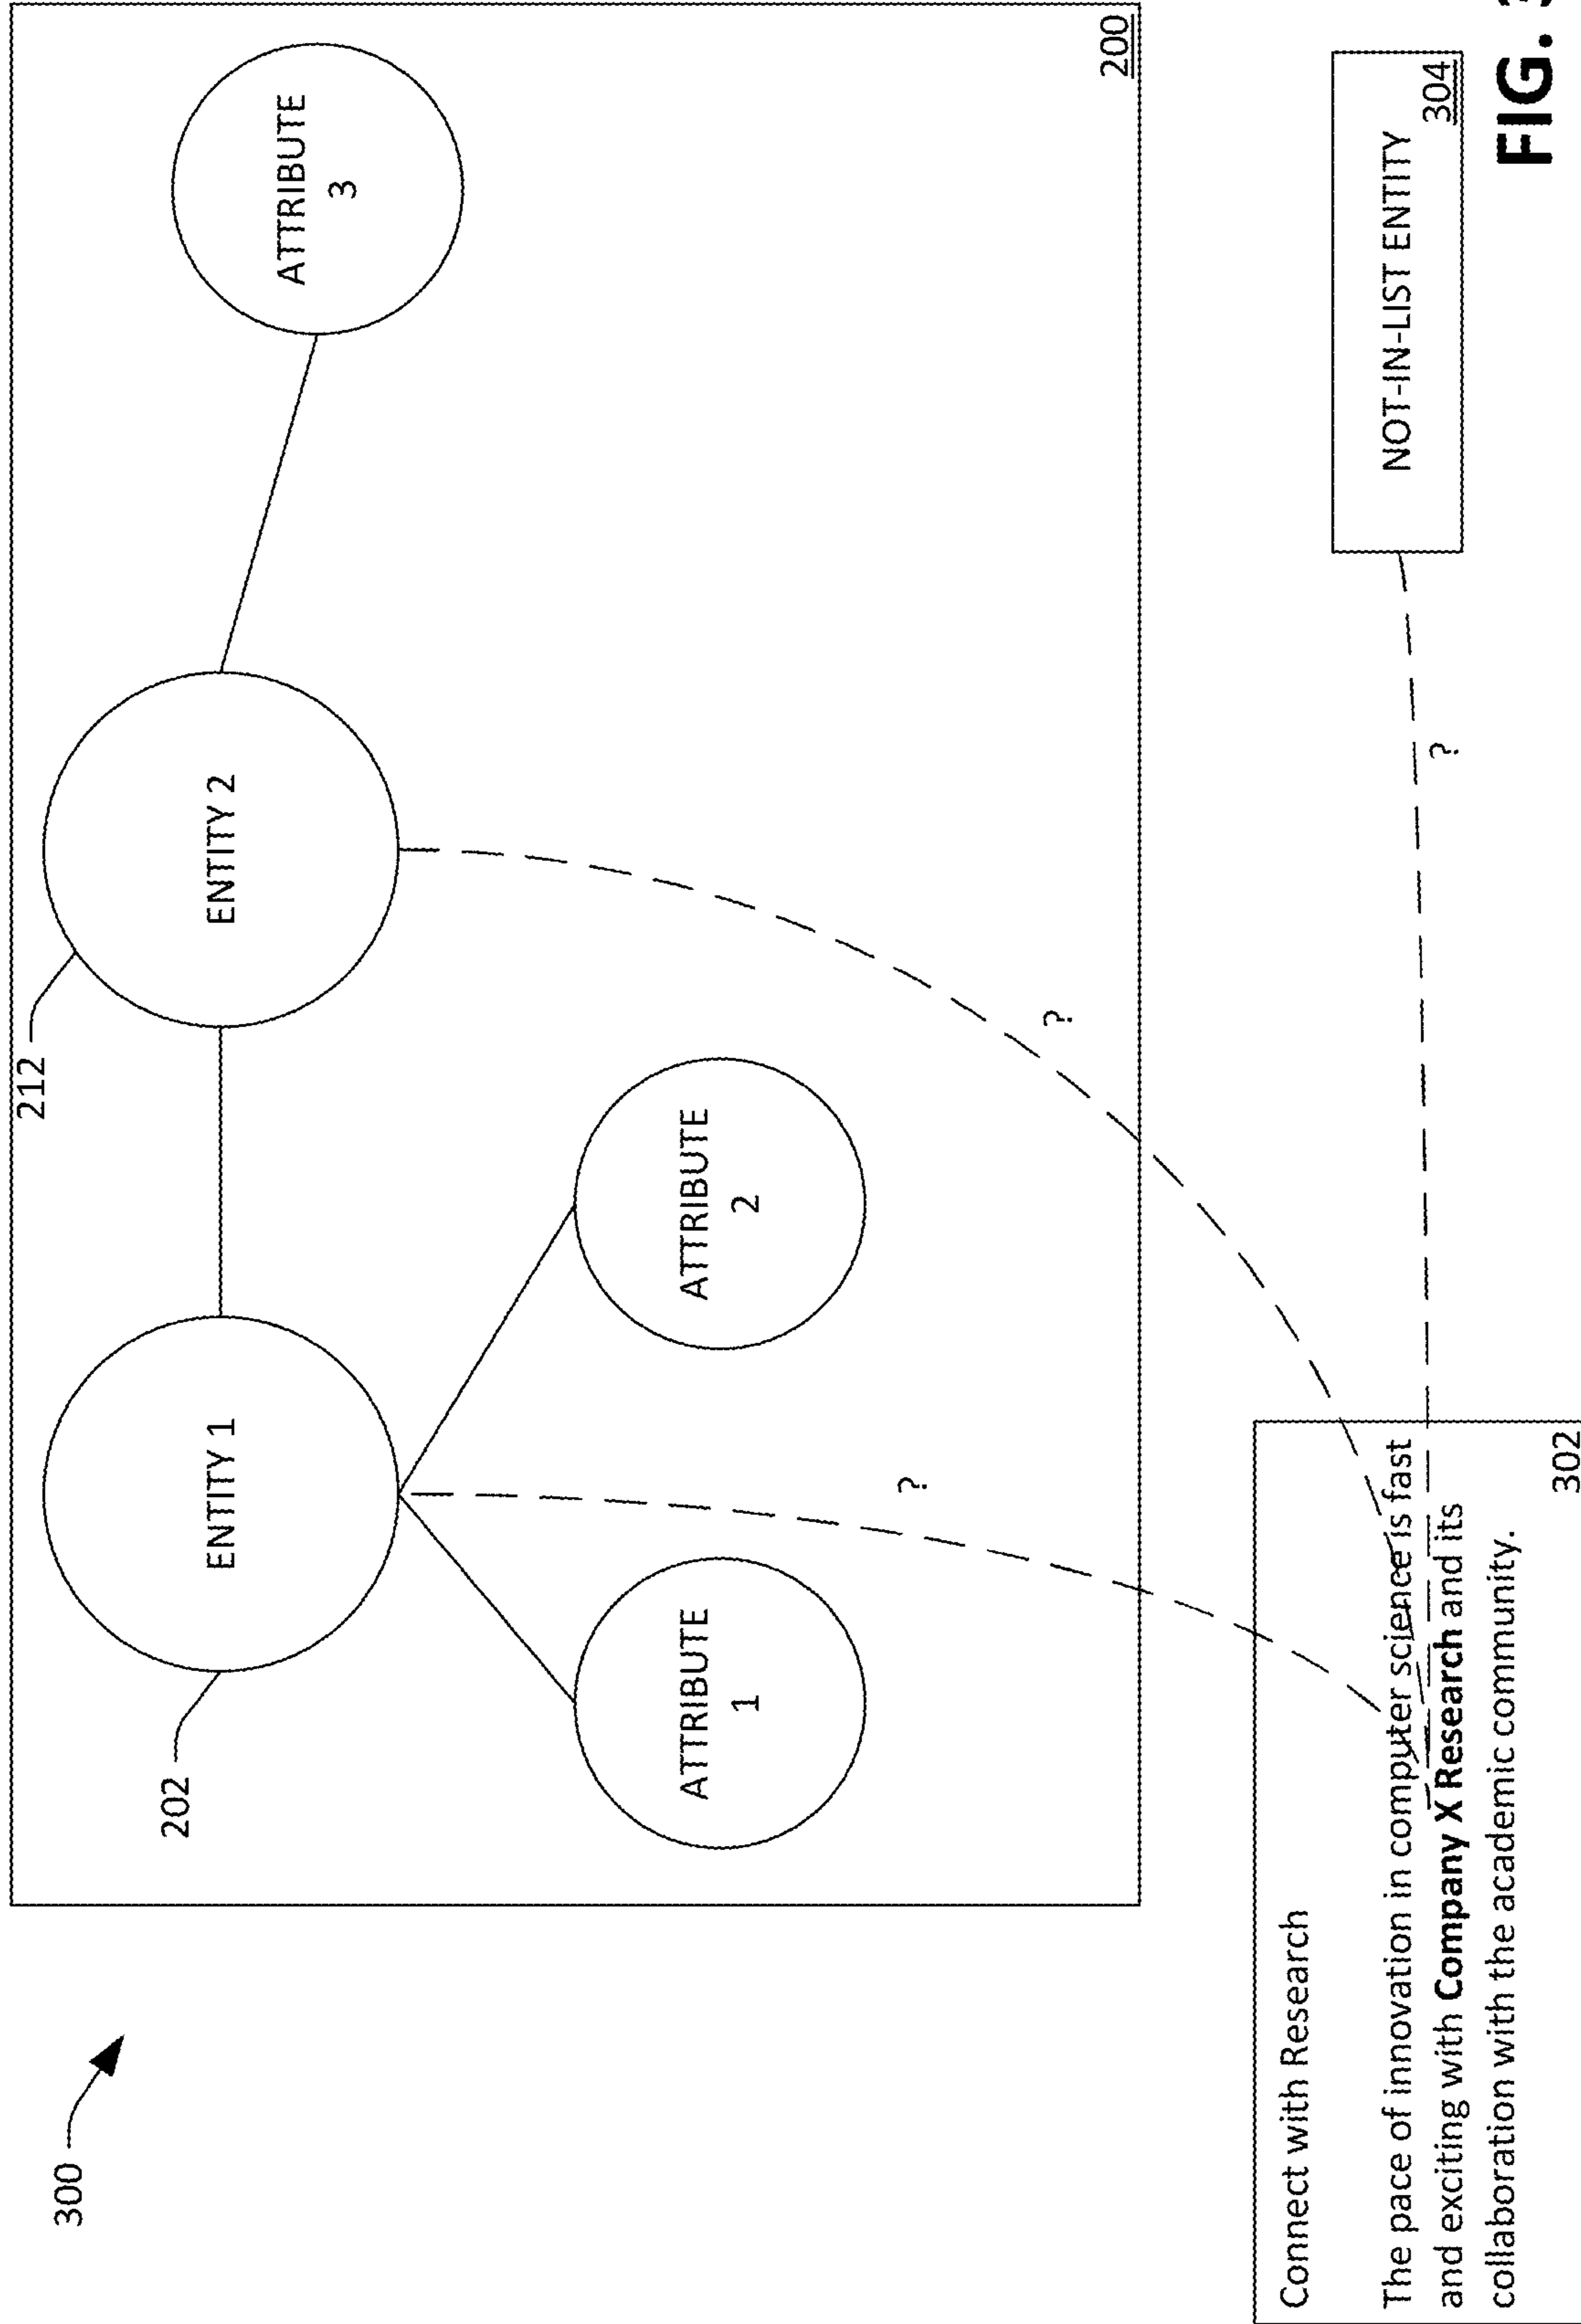 300
202
212
ENTITY 1
ENTITY 2
ATTRIBUTE
3
ATTRIBUTE
1
ATTRIBUTE
2
?
?
200
Connect with Research
The pace of innovation in computer science is fast
and exciting with Company X Research and its
collaboration with the academic community.
302
?
NOT-IN-LIST ENTITY
304
FIG. 3